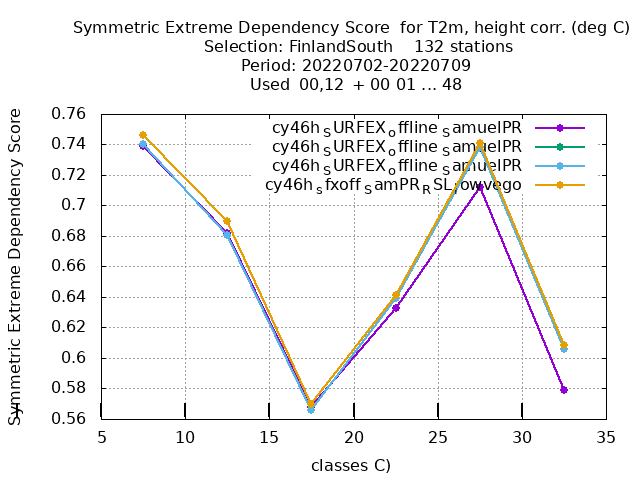 Symmetric Extreme Dependency Score  for T2m, height corr. (deg C)
Selection: FinlandSouth    132 stations
Period: 20220702-20220709
Used  00,12  + 00 01 ... 48
Symmetric Extreme Dependency Score
y
0.76
0.74
0.72
0.7
0.68
0.66
0.64
0.62
0.6
0.58
0.56
cy46h_SURFEX_offline_SamuelPR
cy46h_SURFEX_offline_SamuelPR
cy46h_SURFEX_offline_SamuelPR
5 10 15 20 25 30 35
classes C)